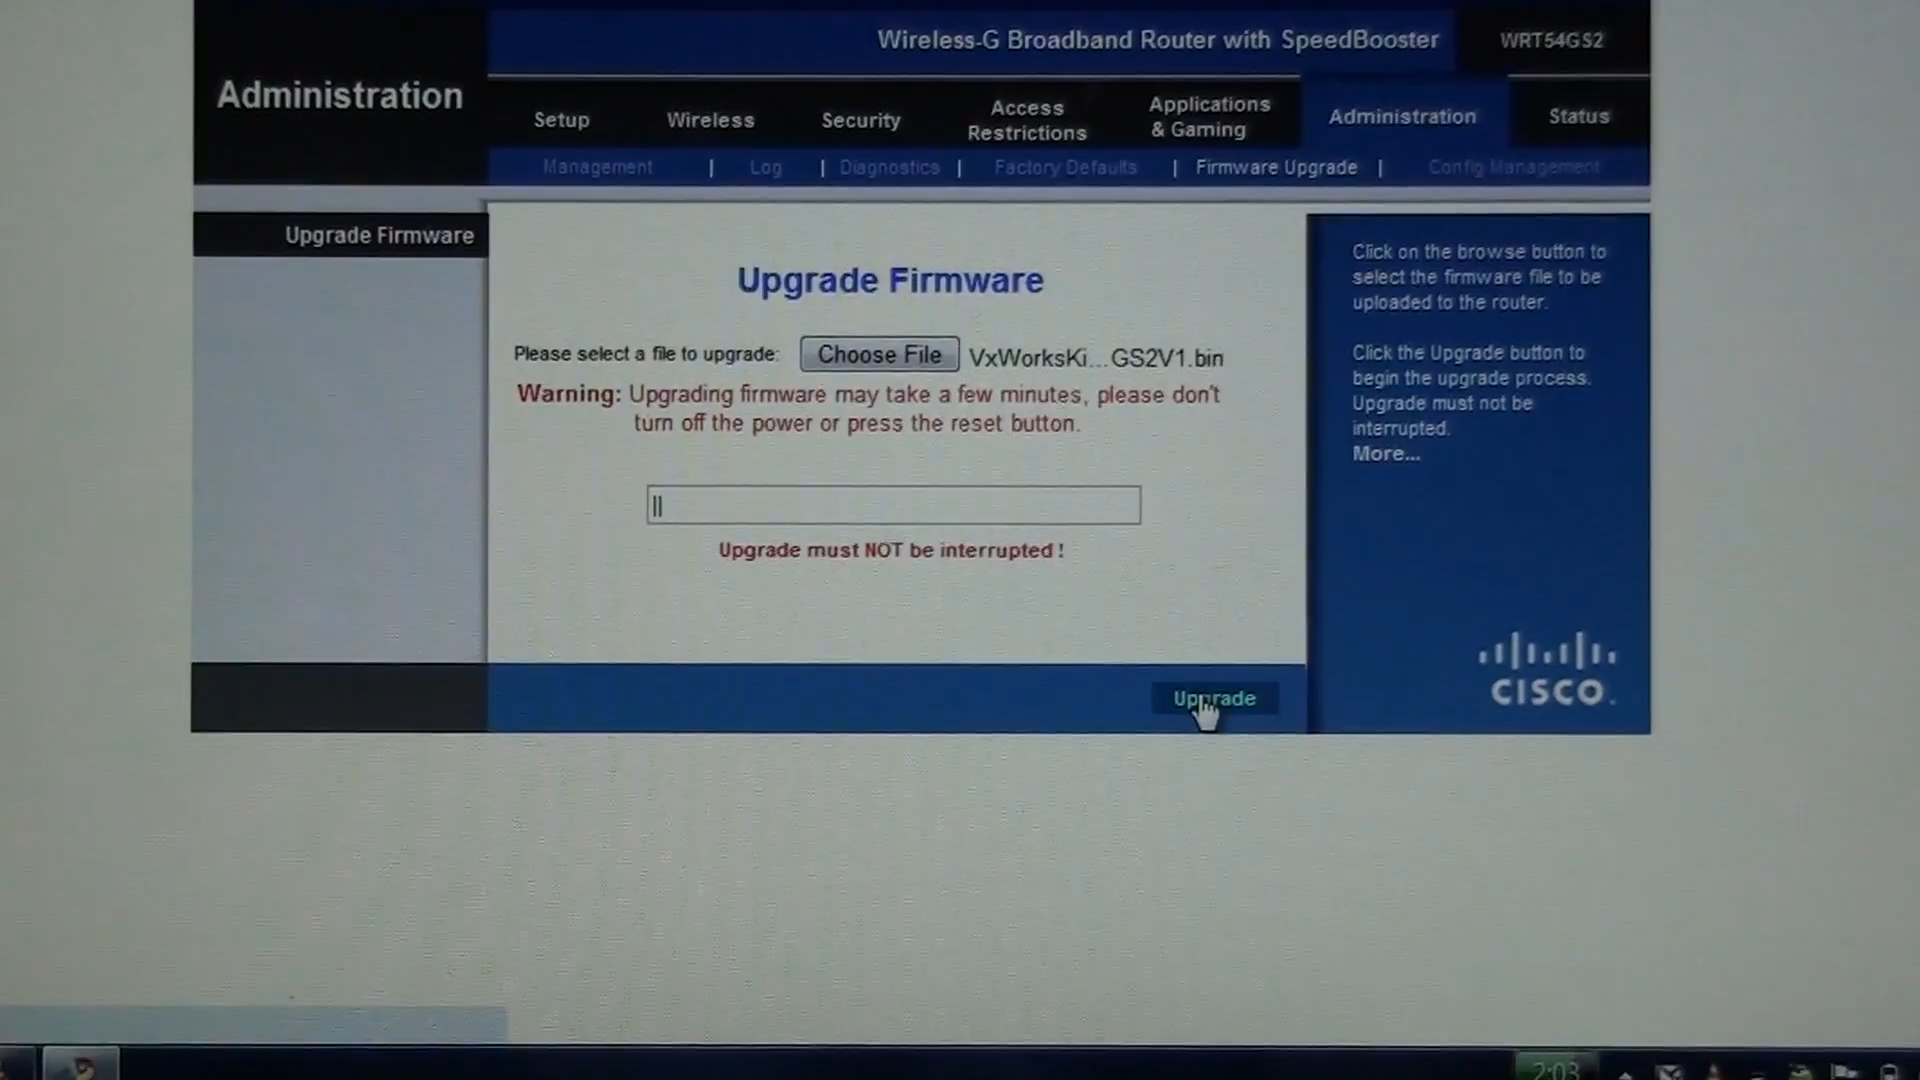 Wireless-G Broadband Router with SpeedBooster
WRT54GS2
Administration
Setup
Wireless
Security
Access
Restrictions
Applications
& Gaming
Administration
Status
Management | Log | Diagnostics | Factory Defaults | Firmware Upgrade | Config Management
Upgrade Firmware
Upgrade Firmware
Please select a file to upgrade: Choose File VxWorksKi...GS2V1.bin
Warning: Upgrading firmware may take a few minutes, please don't
turn off the power or press the reset button.
Upgrade must NOT be interrupted !
Upgrade
Click on the browse button to
select the firmware file to be
uploaded to the router.
Click the Upgrade button to
begin the upgrade process.
Upgrade must not be
interrupted.
More...
CISCO.
2:03